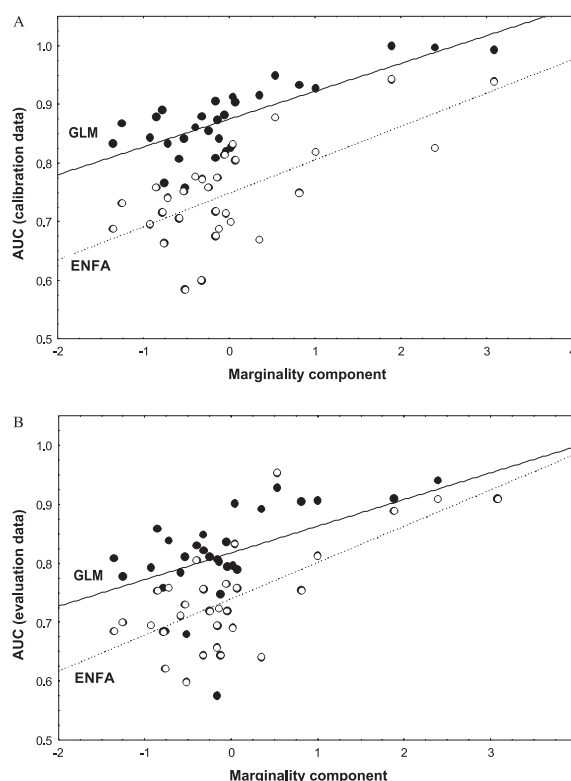 A
1.0
0.9
0.8
0.7
0.6
0.5
AUC (calibration data)
GLM
ENFA
-2 -1 0 1 2 3 4
Marginality component
B
1.0
0.9
0.8
0.7
0.6
0.5
AUC (evaluation data)
GLM
ENFA
-2 -1 0 1 2 3 4
Marginality component